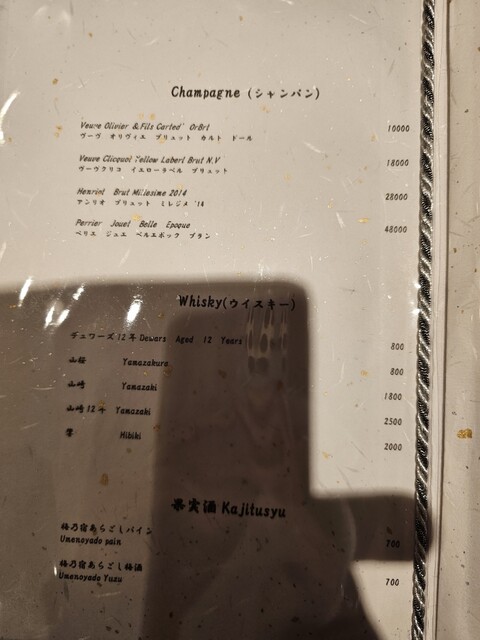 Champagne (シャンパン)
Veuve Olivier & Fils Carted' OrBrt 10000
ヴーヴ オリヴィエ ブリュット カルト ドール
Veuve Clicquot Yellow Laberl Brut N.V 18000
ヴーヴクリコ イエローラベル ブリュット
Henriot Brut Millesime 2014 28000
アンリオ ブリュット ミレジメ '14
Perrier Jouet Belle Epoque 48000
ペリエ ジュエ ベルエポック ブラン
Whisky(ウイスキー)
デュワーズ12年 Dewars Aged 12 Years 800
山桜 Yamazakura 800
山崎 Yamazaki 1800
山崎12年 Yamazaki 2500
響 Hibiki 2000
果実酒 Kajitusyu
梅乃宿あらごしパイン 700
Umenoyado pain
梅乃宿あらごし梅酒 700
Umenoyado Yuzu